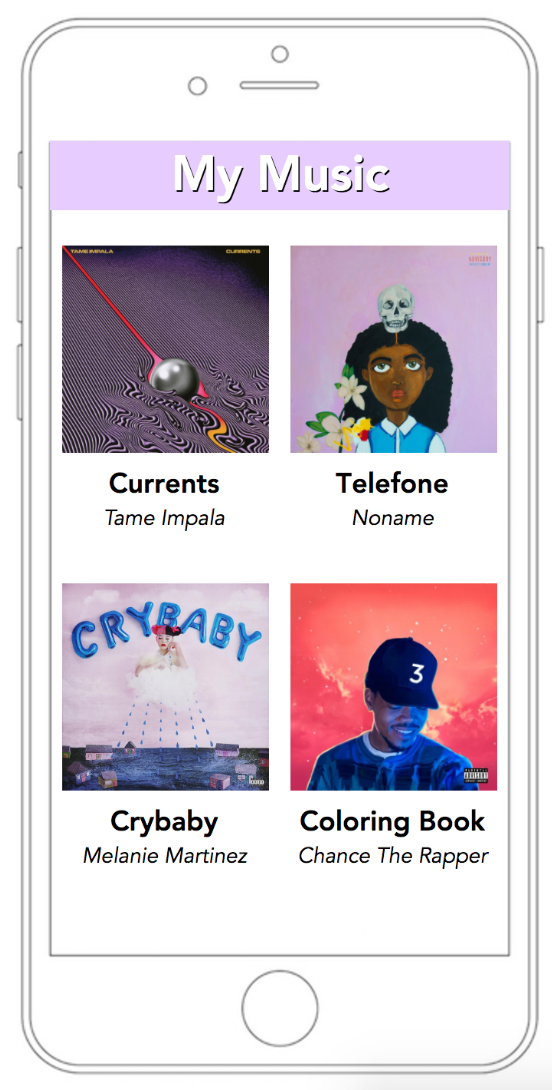 My Music
TAME IMPALA CURRENTS
Currents
Tame Impala
Telefone
Noname
CRYBABY
Crybaby
Melanie Martinez
3
Coloring Book
Chance The Rapper